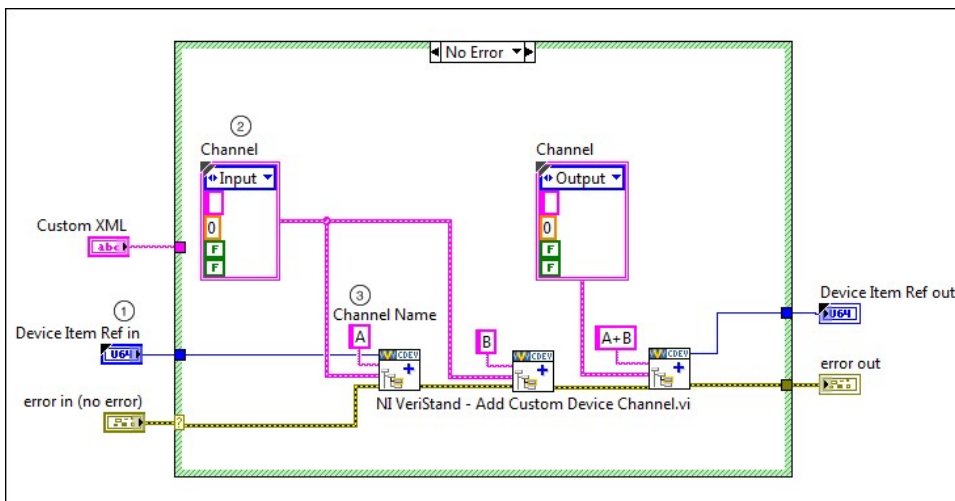 No Error
②
Channel
Input
0
F
F
Channel
Output
0
F
F
Custom XML
abc
①
Device Item Ref in
U64
error in (no error)
?
③
Channel Name
A
CDEV
B
CDEV
A+B
CDEV
NI VeriStand - Add Custom Device Channel.vi
Device Item Ref out
U64
error out